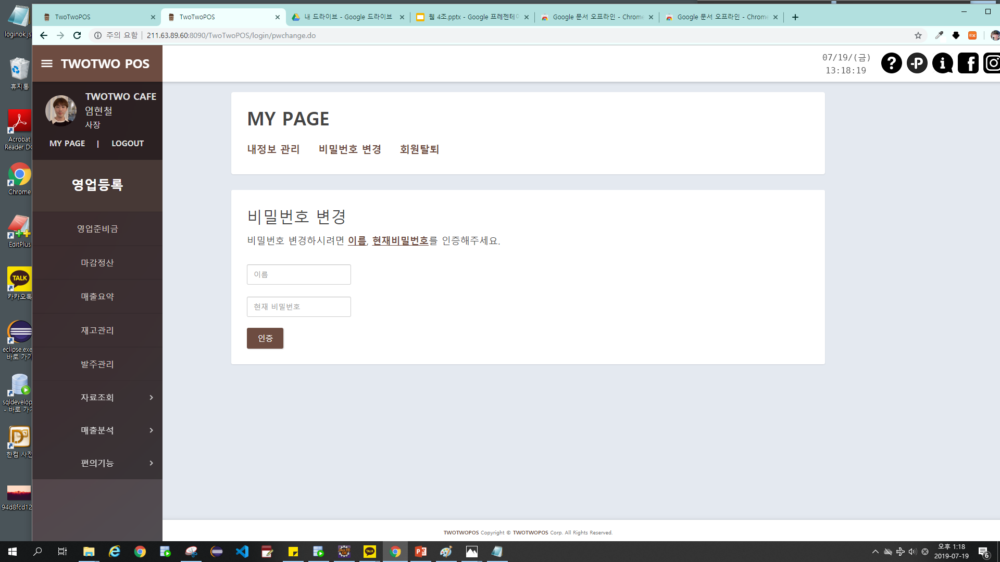 TwoTwoPOS
TwoTwoPOS
내 드라이브 - Google 드라이브
웹 4조.pptx - Google 프레젠테이
Google 문서 오프라인 - Chrome
Google 문서 오프라인 - Chrome
주의 요함
211.63.89.60:8090/TwoTwoPOS/login/pwchange.do
loginok.js
휴지통
Acrobat
Reader DC
Chrome
EditPlus
TALK
카카오톡
eclipse.exe
바로 가기
sqldevelop
- 바로 가기
한컴 사전
94d8fcd12
TWOTWO POS
07/19/(금)
13:18:19
TWOTWO CAFE
엄현철
사장
MY PAGE | LOGOUT
영업등록
영업준비금
마감정산
매출요약
재고관리
발주관리
자료조회
매출분석
편의기능
MY PAGE
내정보 관리 비밀번호 변경 회원탈퇴
비밀번호 변경
비밀번호 변경하시려면 이름, 현재비밀번호를 인증해주세요.
이름
현재 비밀번호
인증
TWOTWOPOS Copyright © TWOTWOPOS Corp. All Rights Reserved.
TALK
오후 1:18
2019-07-19
6